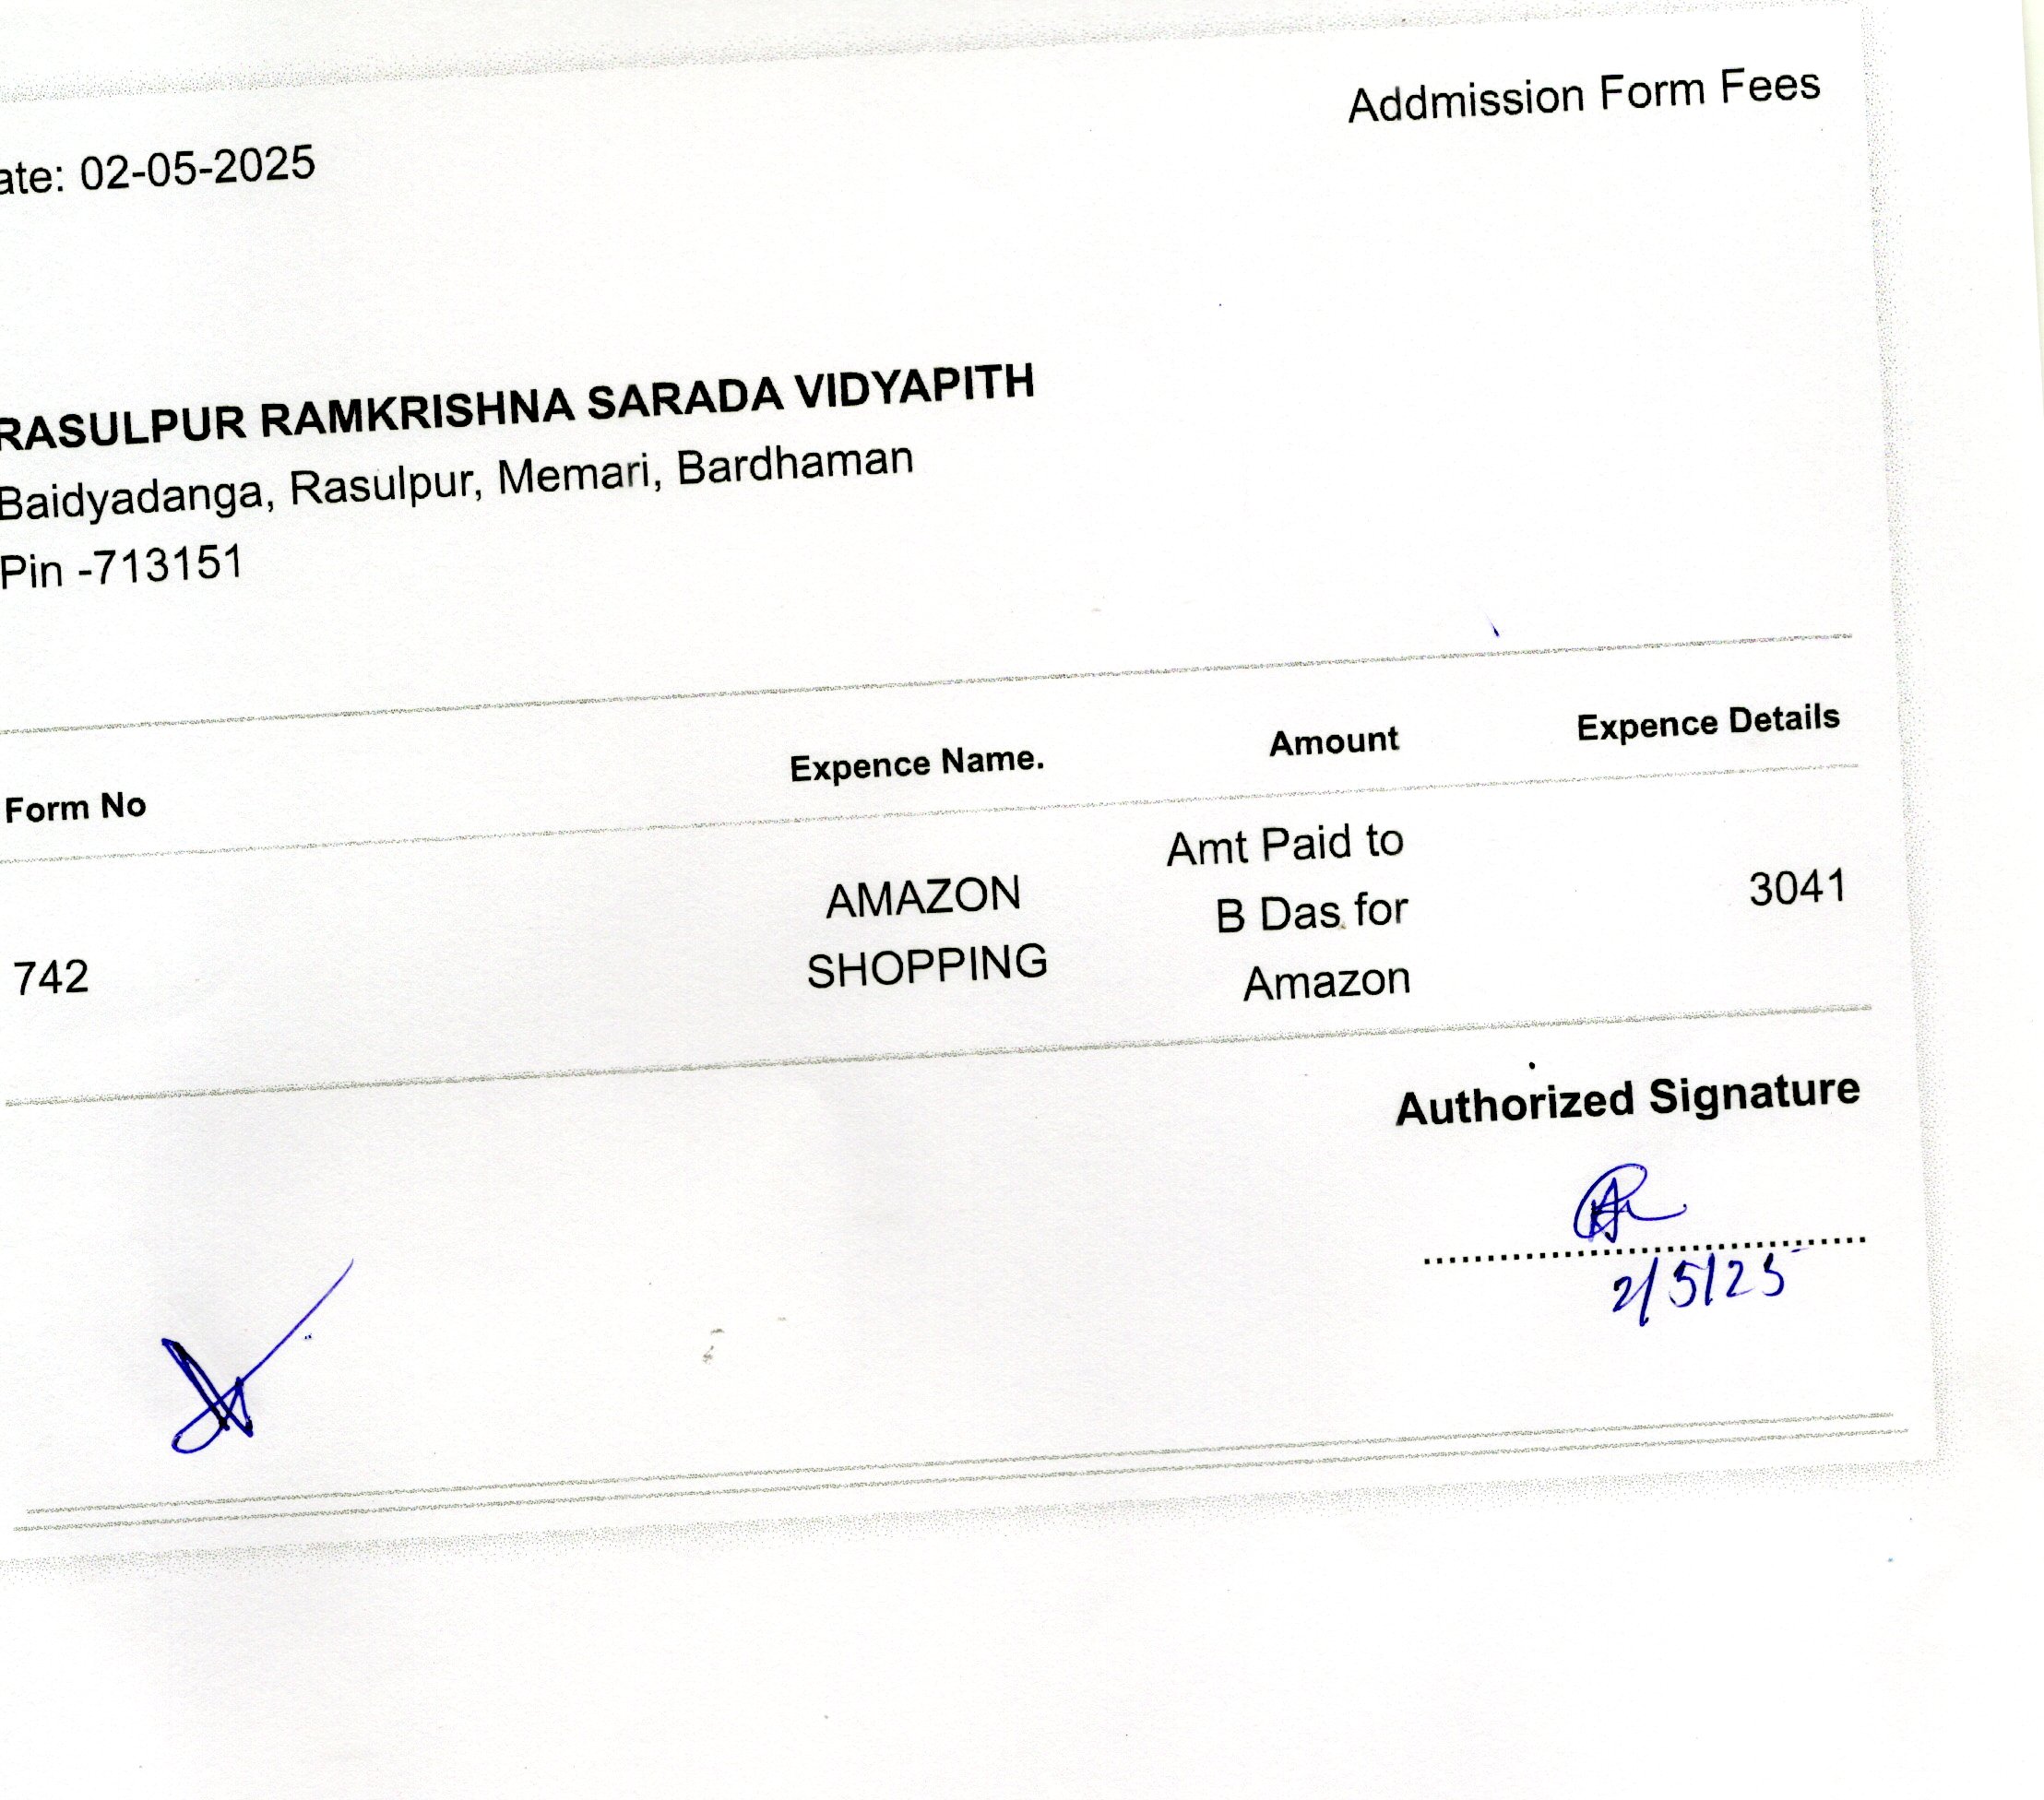 Addmission Form Fees
ate: 02-05-2025
RASULPUR RAMKRISHNA SARADA VIDYAPITH
Baidyadanga, Rasulpur, Memari, Bardhaman
Pin -713151
Form No Expence Name. Amount Expence Details
742 AMAZON SHOPPING Amt Paid to B Das for Amazon 3041
Authorized Signature
2/5/25